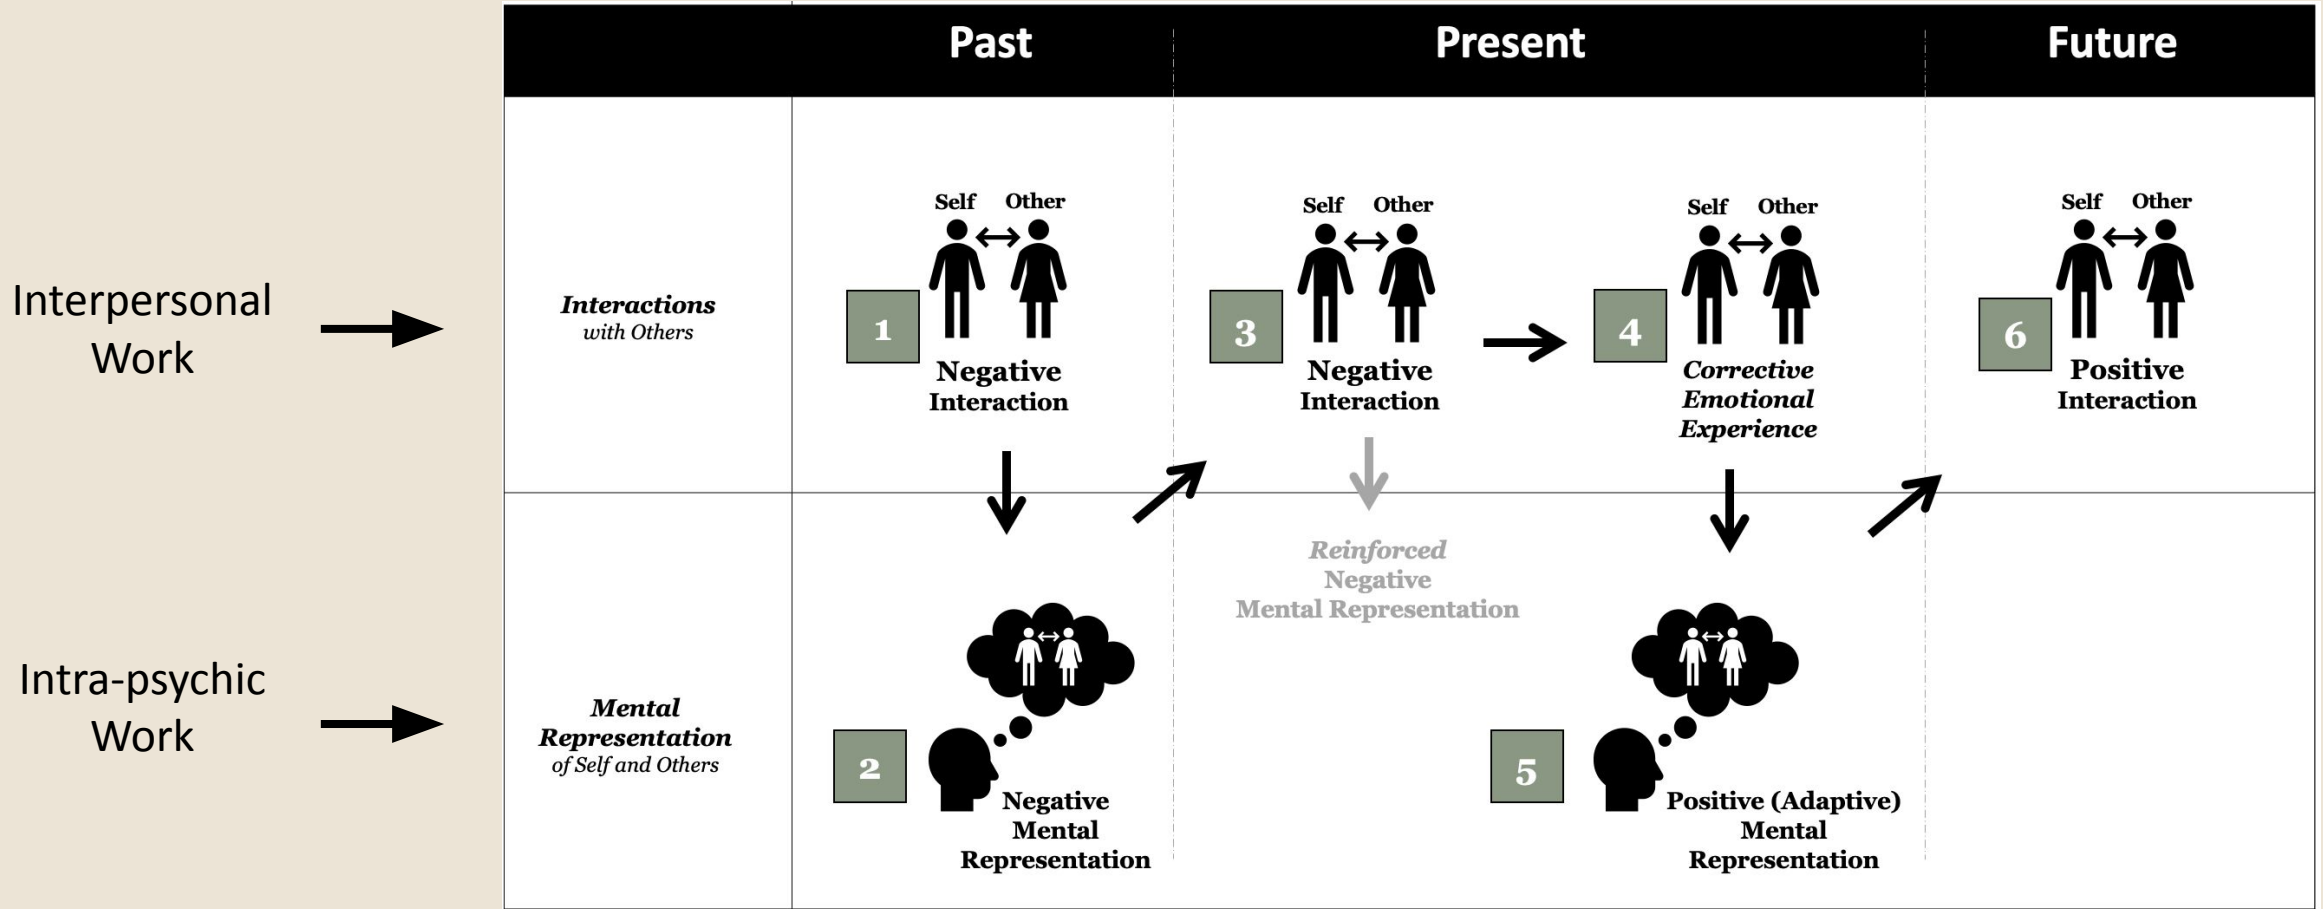 Past
Present
Future
Interpersonal
Work
Interactions
with Others
Self Other
1
Negative
Interaction
Self Other
3
Negative
Interaction
Self Other
4
Corrective
Emotional
Experience
Self Other
6
Positive
Interaction
Reinforced
Negative
Mental Representation
Intra-psychic
Work
Mental
Representation
of Self and Others
2
Negative
Mental
Representation
5
Positive (Adaptive)
Mental
Representation